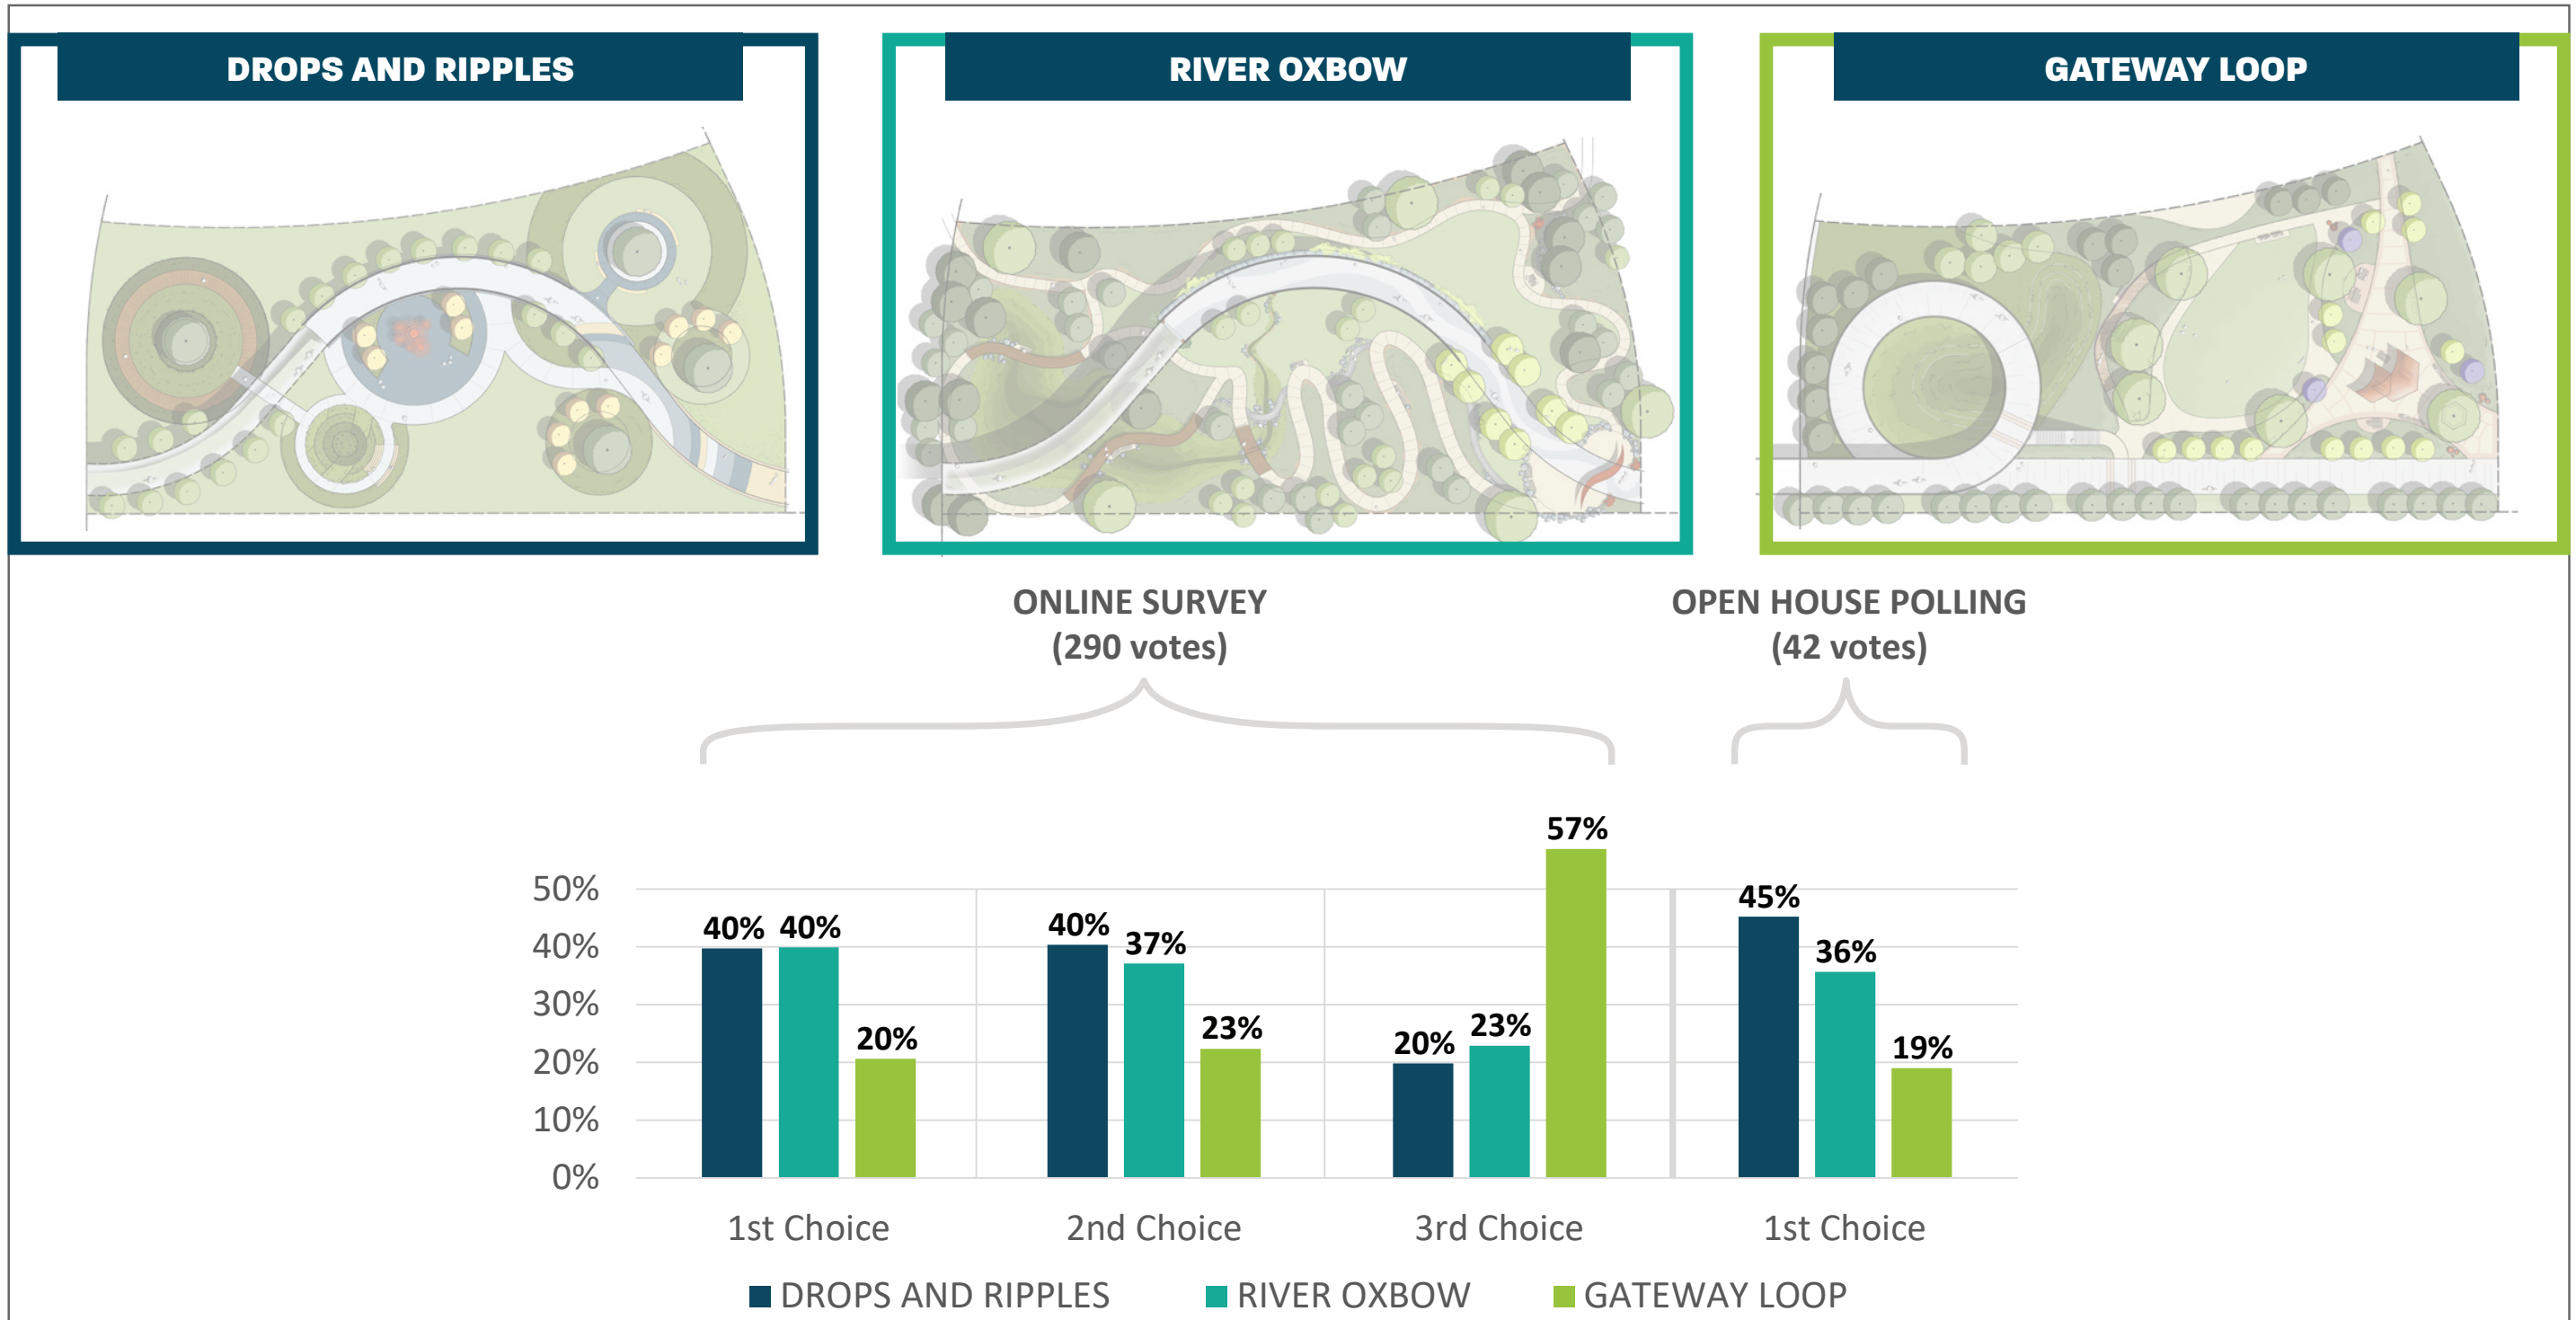 DROPS AND RIPPLES
RIVER OXBOW
GATEWAY LOOP
ONLINE SURVEY
(290 votes)
OPEN HOUSE POLLING
(42 votes)
50%
40%
30%
20%
10%
0%
40%
40%
20%
40%
37%
23%
20%
23%
57%
45%
36%
19%
1st Choice
2nd Choice
3rd Choice
1st Choice
DROPS AND RIPPLES
RIVER OXBOW
GATEWAY LOOP